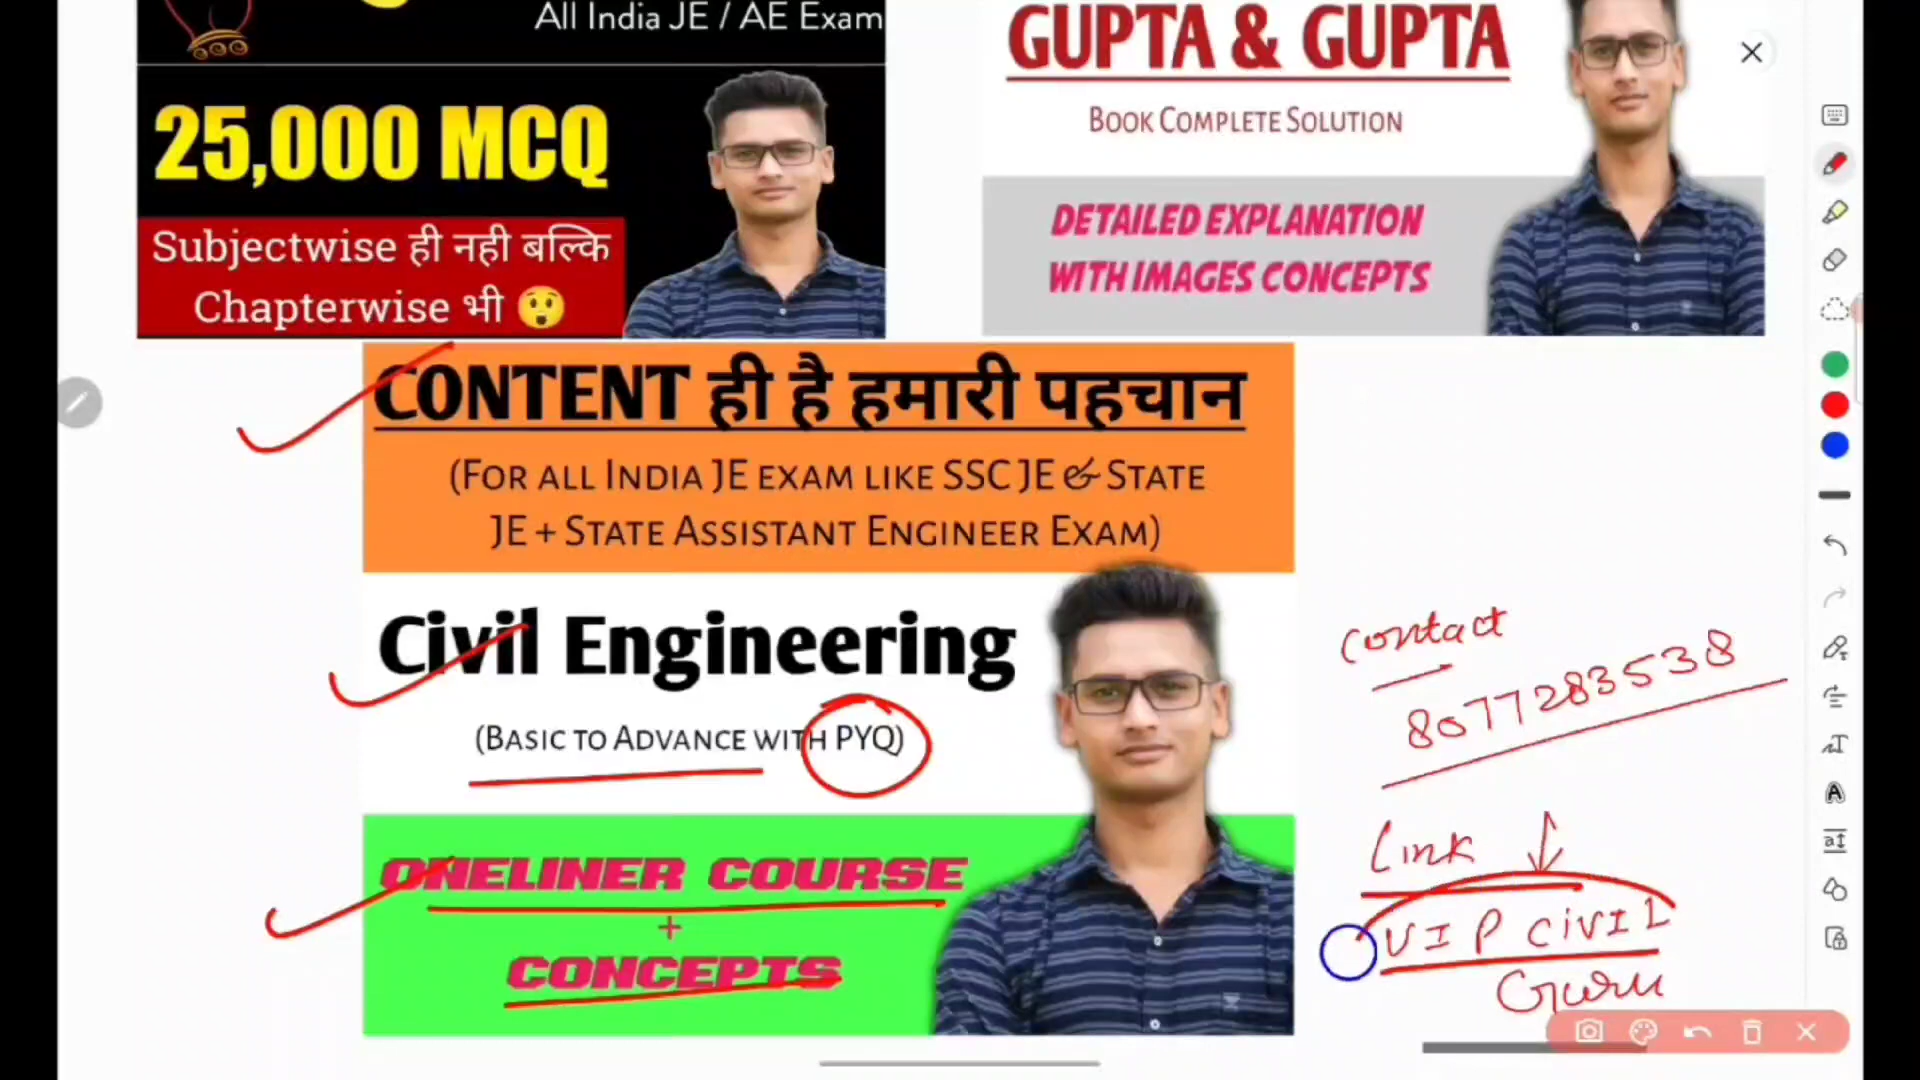 All India JE / AE Exam
25,000 MCQ
Subjectwise ही नही बल्कि
Chapterwise भी
GUPTA & GUPTA
BOOK COMPLETE SOLUTION
DETAILED EXPLANATION
WITH IMAGES CONCEPTS
CONTENT ही है हमारी पहचान
(FOR ALL INDIA JE EXAM LIKE SSC JE & STATE
JE + STATE ASSISTANT ENGINEER EXAM)
Civil Engineering
(BASIC TO ADVANCE WITH PYQ)
ONELINER COURSE
+
CONCEPTS
contact
8077283538
Link
VIP CIVIL
Guru